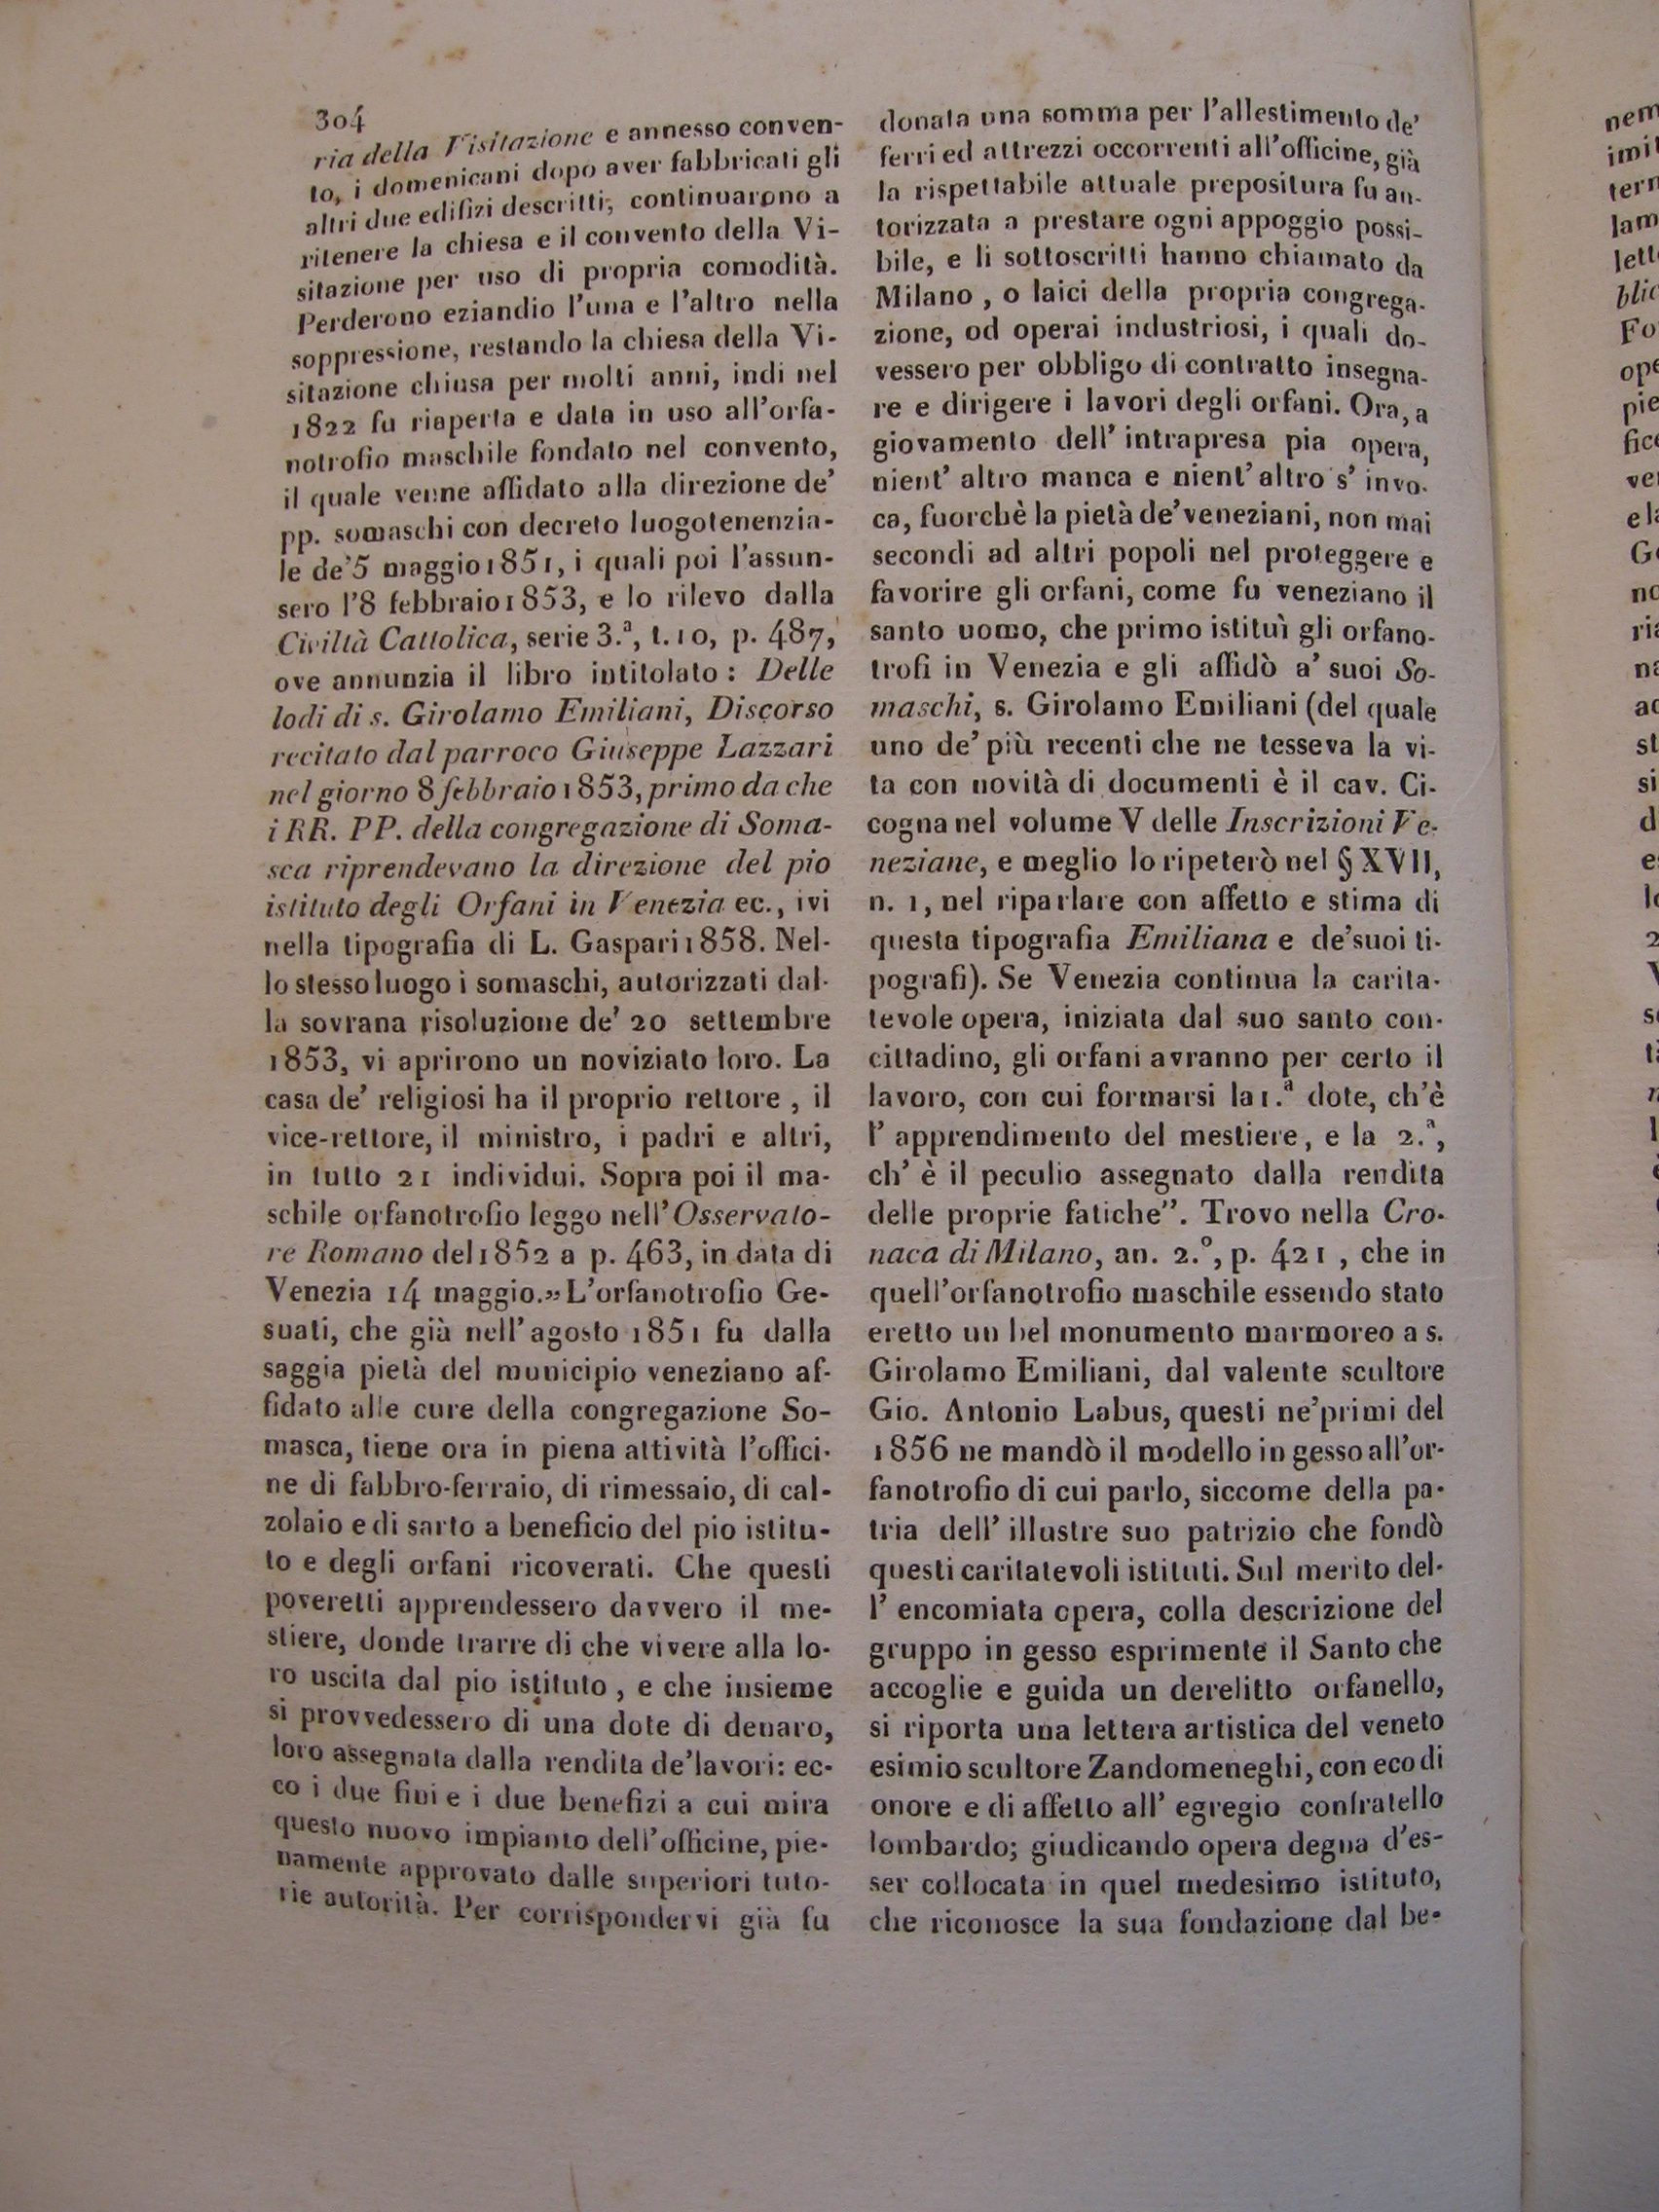 304
ria della Visitazione e annesso conven-
to, i domenicani dopo aver fabbricati gli
altri due edifizi descritti, continuarono a
ritenere la chiesa e il convento della Vi-
sitazione per uso di propria comodità.
Perderono eziandio l'una e l'altro nella
soppressione, restando la chiesa della Vi-
sitazione chiusa per molti anni, indi nel
1822 fu riaperta e data in uso all'orfa-
notrofio maschile fondato nel convento,
il quale venne affidato alla direzione de'
pp. somaschi con decreto luogotenenzia-
le de' 5 maggio 1851, i quali poi l'assun-
sero l'8 febbraio 1853, e lo rilevo dalla
Civiltà Cattolica, serie 3.ª, t. 10, p. 487,
ove annunzia il libro intitolato: Delle
lodi di s. Girolamo Emiliani, Discorso
recitato dal parroco Giuseppe Lazzari
nel giorno 8 febbraio 1853, primo da che
i RR. PP. della congregazione di Soma-
sca riprendevano la direzione del pio
istituto degli Orfani in Venezia ec., ivi
nella tipografia di L. Gaspari 1858. Nel-
lo stesso luogo i somaschi, autorizzati dal-
la sovrana risoluzione de' 20 settembre
1853, vi aprirono un noviziato loro. La
casa de' religiosi ha il proprio rettore, il
vice-rettore, il ministro, i padri e altri,
in tutto 21 individui. Sopra poi il ma-
schile orfanotrofio leggo nell'Osservato-
re Romano del 1852 a p. 463, in data di
Venezia 14 maggio.» L'orfanotrofio Ge-
suati, che già nell'agosto 1851 fu dalla
saggia pietà del municipio veneziano af-
fidato alle cure della congregazione So-
masca, tiene ora in piena attività l'offici-
ne di fabbro-ferraio, di rimessaio, di cal-
zolaio e di sarto a beneficio del pio istitu-
to e degli orfani ricoverati. Che questi
poveretti apprendessero davvero il me-
stiere, donde trarre di che vivere alla lo-
ro uscita dal pio istituto, e che insieme
si provvedessero di una dote di denaro,
loro assegnata dalla rendita de' lavori: ec-
co i due fini e i due benefizi a cui mira
questo nuovo impianto dell'officine, pie-
namente approvato dalle superiori tuto-
rie autorità. Per corrispondervi già fu
donata una somma per l'allestimento de'
ferri ed attrezzi occorrenti all'officine, già
la rispettabile attuale prepositura fu au-
torizzata a prestare ogni appoggio possi-
bile, e li sottoscritti hanno chiamato da
Milano, o laici della propria congrega-
zione, od operai industriosi, i quali do-
vessero per obbligo di contratto insegna-
re e dirigere i lavori degli orfani. Ora, a
giovamento dell'intrapresa pia opera,
nient'altro manca e nient'altro s'invo-
ca, fuorchè la pietà de' veneziani, non mai
secondi ad altri popoli nel proteggere e
favorire gli orfani, come fu veneziano il
santo uomo, che primo istituì gli orfano-
trofi in Venezia e gli affidò a' suoi So-
maschi, s. Girolamo Emiliani (del quale
uno de' più recenti che ne tesseva la vi-
ta con novità di documenti è il cav. Ci-
cogna nel volume V delle Inscrizioni Ve-
neziane, e meglio lo ripeterò nel § XVII,
n. 1, nel riparlare con affetto e stima di
questa tipografia Emiliana e de' suoi ti-
pografi). Se Venezia continua la carita-
tevole opera, iniziata dal suo santo con-
cittadino, gli orfani avranno per certo il
lavoro, con cui formarsi la 1.ª dote, ch'è
l'apprendimento del mestiere, e la 2.ª,
ch'è il peculio assegnato dalla rendita
delle proprie fatiche". Trovo nella Cro-
naca di Milano, an. 2.º, p. 421, che in
quell'orfanotrofio maschile essendo stato
eretto un bel monumento marmoreo a s.
Girolamo Emiliani, dal valente scultore
Gio. Antonio Labus, questi ne' primi del
1856 ne mandò il modello in gesso all'or-
fanotrofio di cui parlo, siccome della pa-
tria dell'illustre suo patrizio che fondò
questi caritatevoli istituti. Sul merito del-
l'encomiata opera, colla descrizione del
gruppo in gesso esprimente il Santo che
accoglie e guida un derelitto orfanello,
si riporta una lettera artistica del veneto
esimio scultore Zandomeneghi, con eco di
onore e di affetto all'egregio confratello
lombardo; giudicando opera degna d'es-
ser collocata in quel medesimo istituto,
che riconosce la sua fondazione dal be-